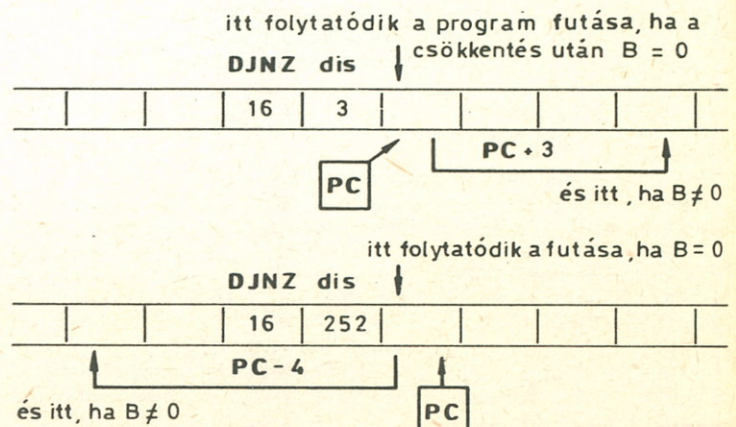 itt folytatódik a program futása, ha a
csökkentés után B = 0
DJNZ dis
16 3
PC + 3
PC
és itt, ha B ≠ 0
itt folytatódik a futása, ha B = 0
DJNZ dis
16 252
PC - 4
és itt, ha B ≠ 0
PC